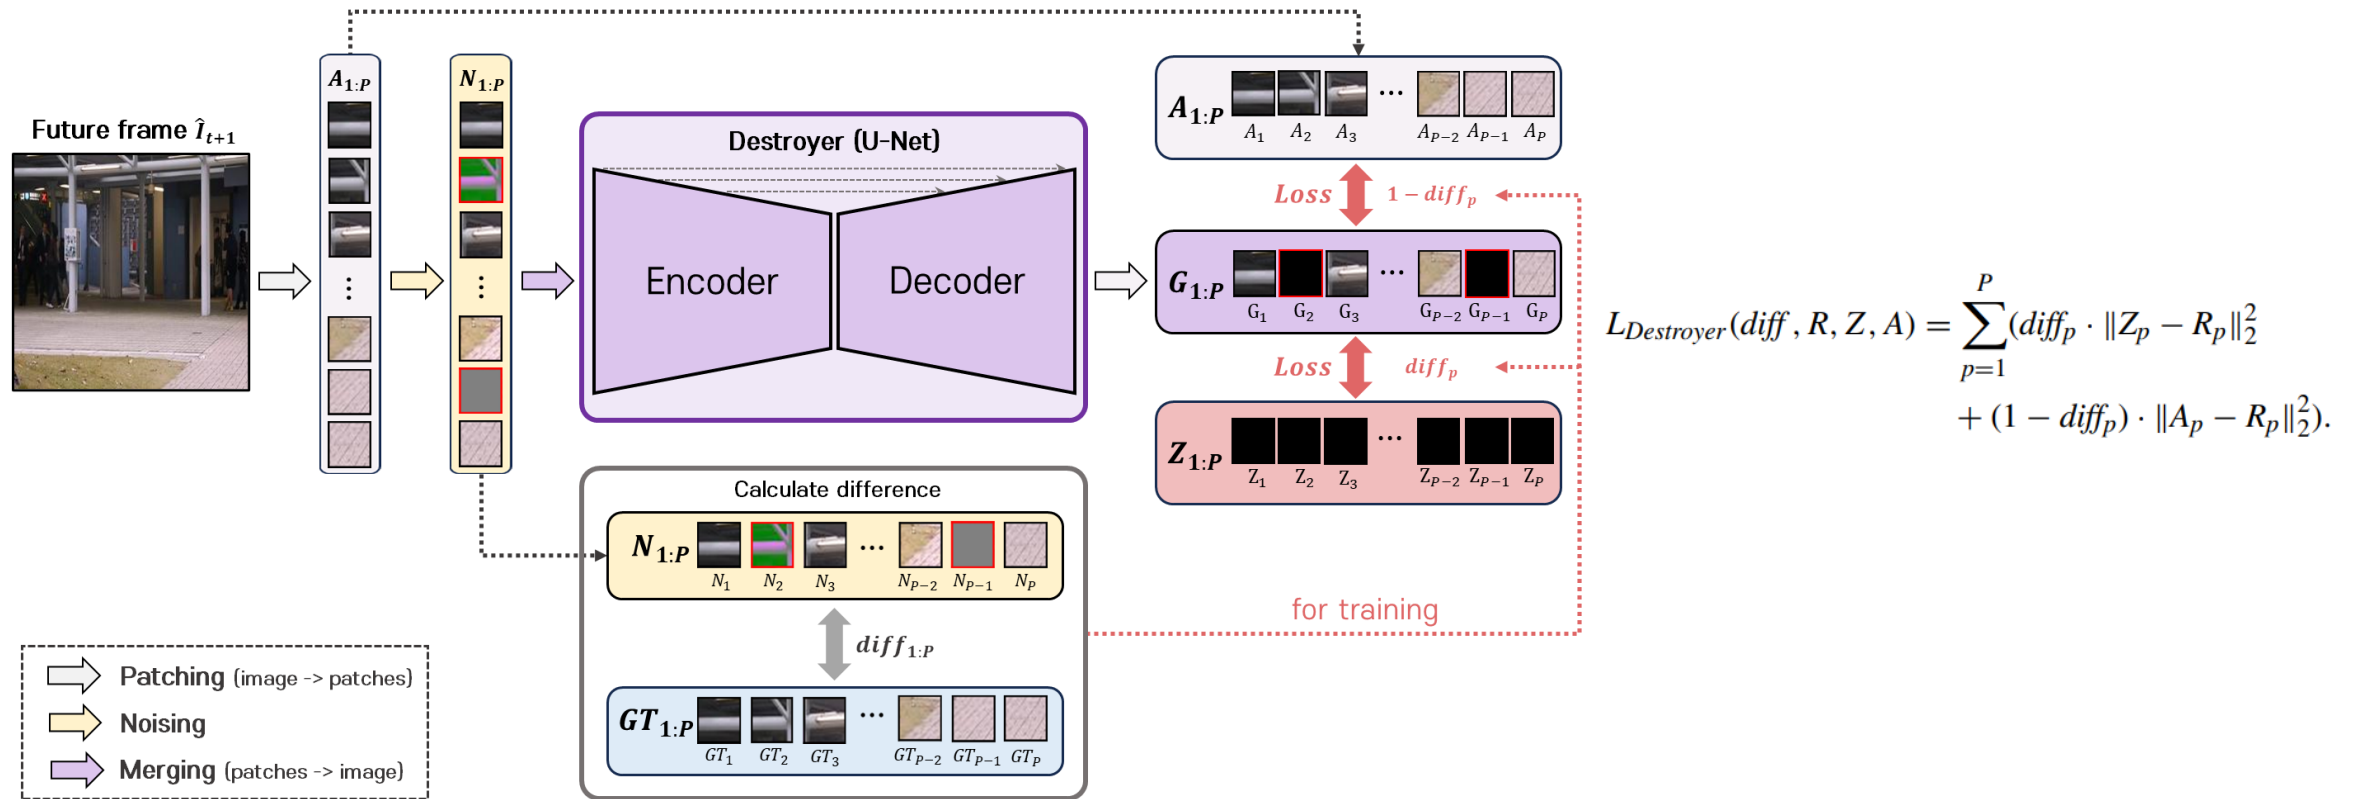 Future frame Î_{t+1}
A_{1:P}
N_{1:P}
Destroyer (U-Net)
Encoder
Decoder
A_{1:P}
A_1 A_2 A_3 ... A_{P-2} A_{P-1} A_P
Loss 1 - diff_p
G_{1:P}
G_1 G_2 G_3 ... G_{P-2} G_{P-1} G_P
Loss diff_p
Z_{1:P}
Z_1 Z_2 Z_3 ... Z_{P-2} Z_{P-1} Z_P
L_{Destroyer}(diff, R, Z, A) = \sum_{p=1}^{P} (diff_p · ‖Z_p − R_p‖_2^2
+ (1 − diff_p) · ‖A_p − R_p‖_2^2).
Calculate difference
N_{1:P}
N_1 N_2 N_3 ... N_{P-2} N_{P-1} N_P
diff_{1:P}
GT_{1:P}
GT_1 GT_2 GT_3 ... GT_{P-2} GT_{P-1} GT_P
for training
Patching (image -> patches)
Noising
Merging (patches -> image)